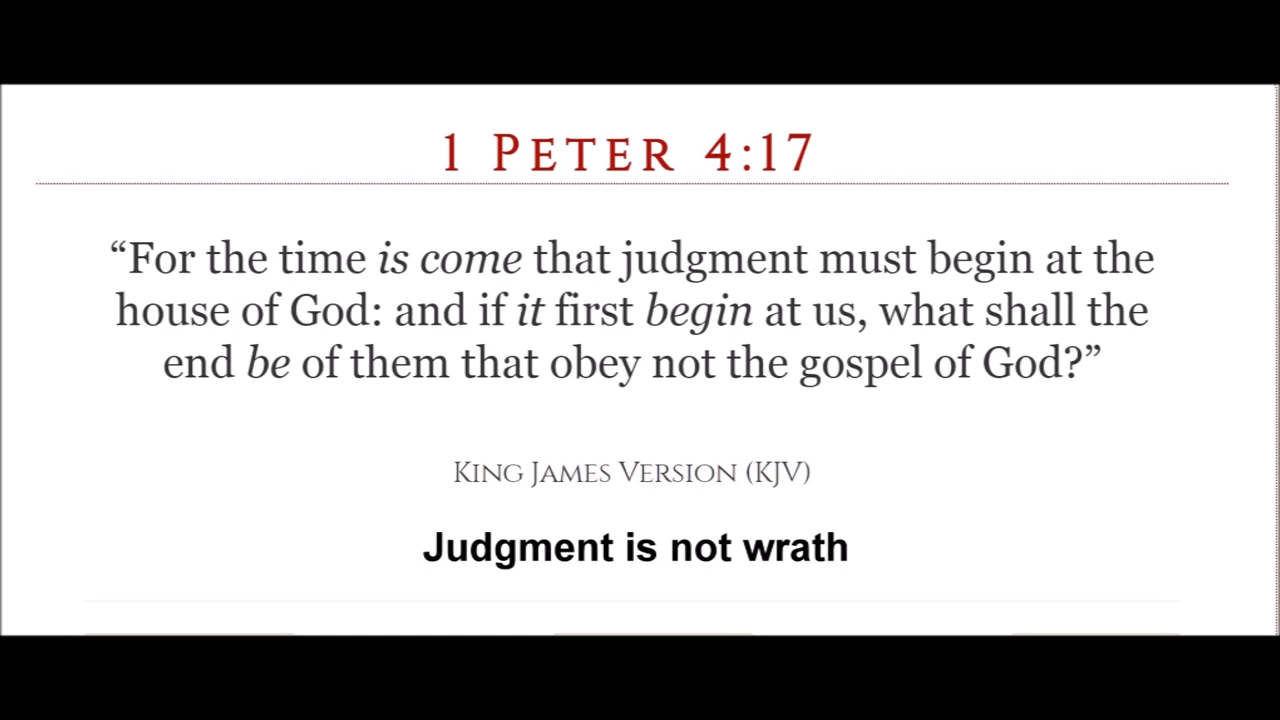 1 Peter 4:17
“For the time is come that judgment must begin at the
house of God: and if it first begin at us, what shall the
end be of them that obey not the gospel of God?”
King James Version (KJV)
Judgment is not wrath